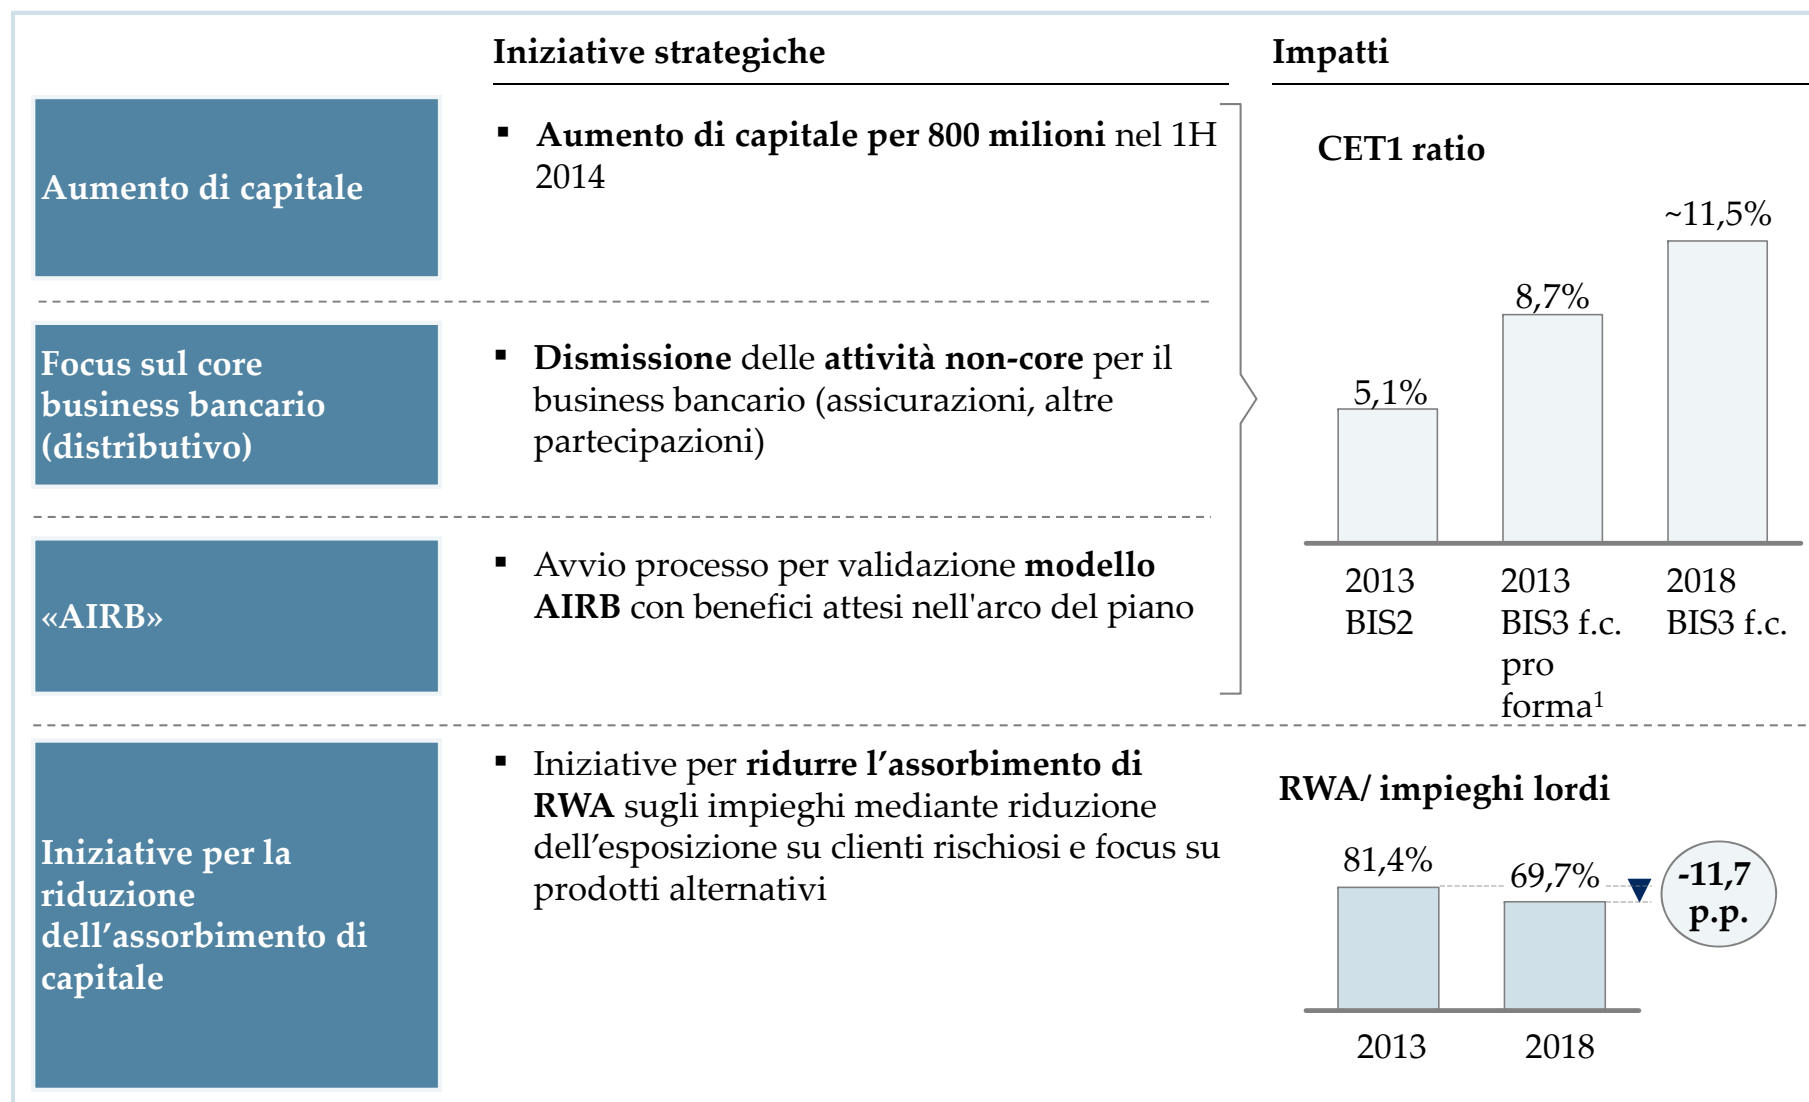 Iniziative strategiche
Impatti
Aumento di capitale
▪ Aumento di capitale per 800 milioni nel 1H
2014
Focus sul core
business bancario
(distributivo)
▪ Dismissione delle attività non-core per il
business bancario (assicurazioni, altre
partecipazioni)
«AIRB»
▪ Avvio processo per validazione modello
AIRB con benefici attesi nell'arco del piano
CET1 ratio
5,1%
8,7%
~11,5%
2013
BIS2
2013
BIS3 f.c.
pro
forma¹
2018
BIS3 f.c.
Iniziative per la
riduzione
dell’assorbimento di
capitale
▪ Iniziative per ridurre l’assorbimento di
RWA sugli impieghi mediante riduzione
dell’esposizione su clienti rischiosi e focus su
prodotti alternativi
RWA/ impieghi lordi
81,4%
69,7%
-11,7
p.p.
2013
2018